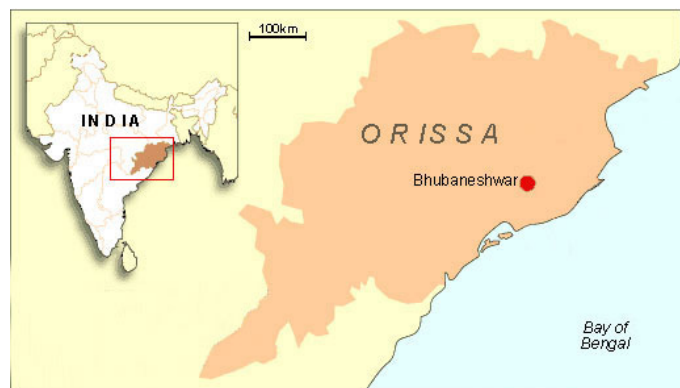 100km
INDIA
ORISSA
Bhubaneshwar
Bay of
Bengal